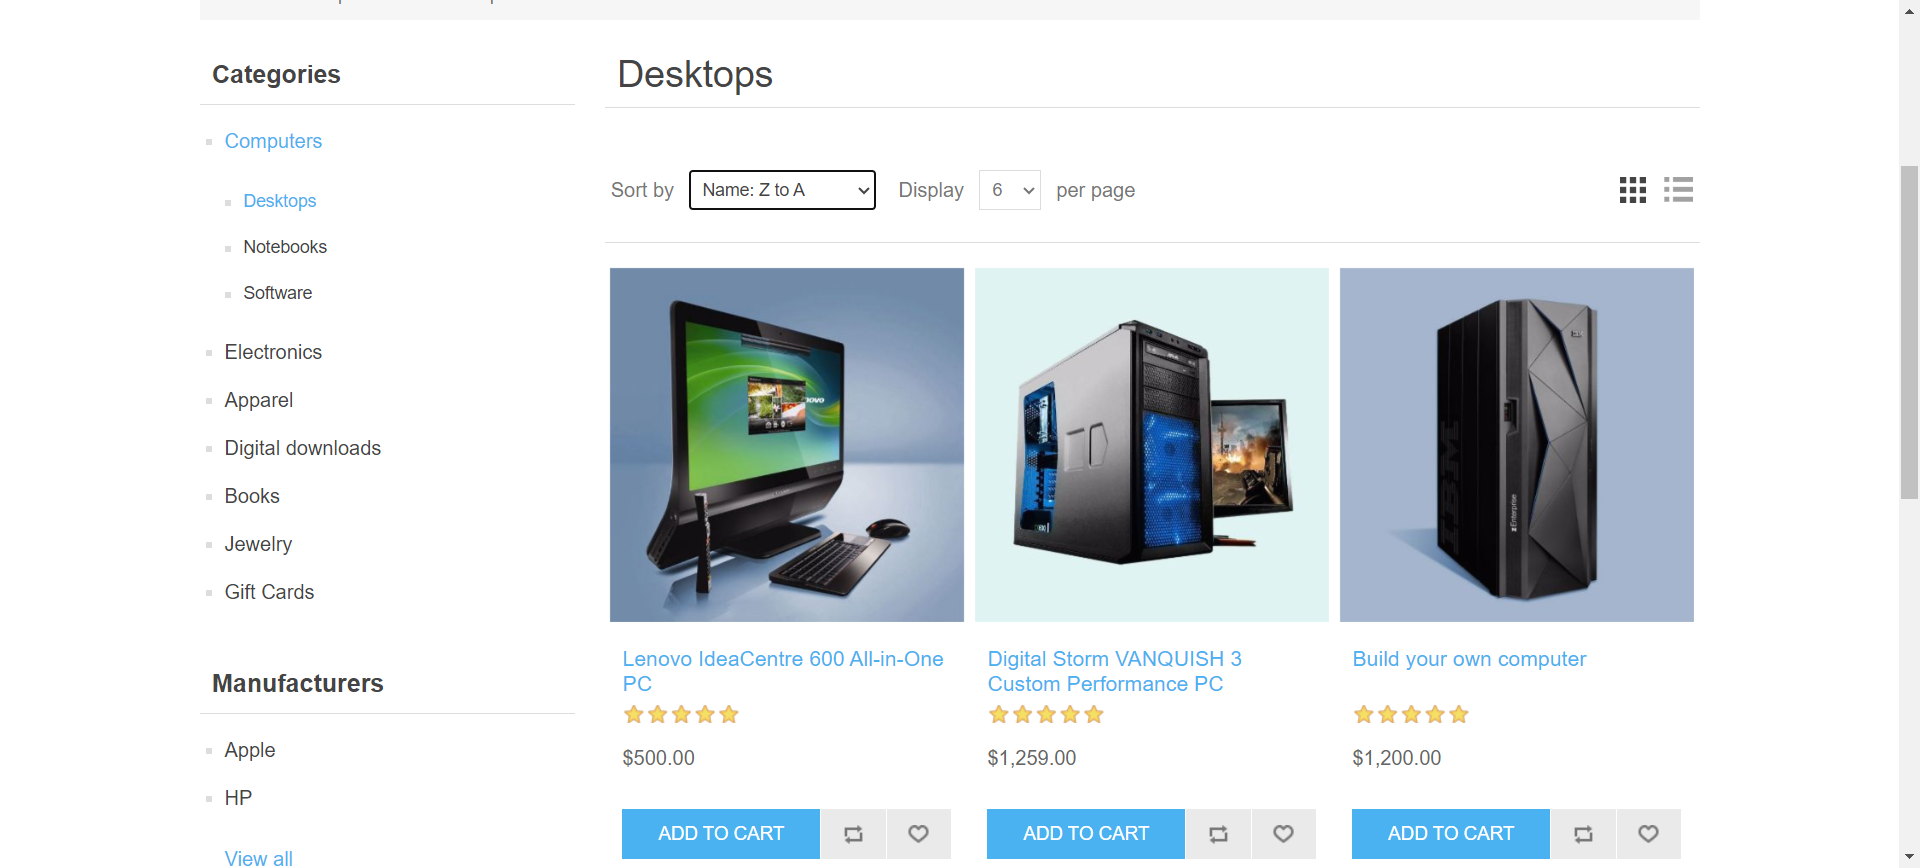 Categories
Computers
Desktops
Notebooks
Software
Electronics
Apparel
Digital downloads
Books
Jewelry
Gift Cards
Manufacturers
Apple
HP
View all
Desktops
Sort by Name: Z to A Display 6 per page
Lenovo IdeaCentre 600 All-in-One
PC
$500.00
ADD TO CART
Digital Storm VANQUISH 3
Custom Performance PC
$1,259.00
ADD TO CART
IBM
Enterprise
Build your own computer
$1,200.00
ADD TO CART